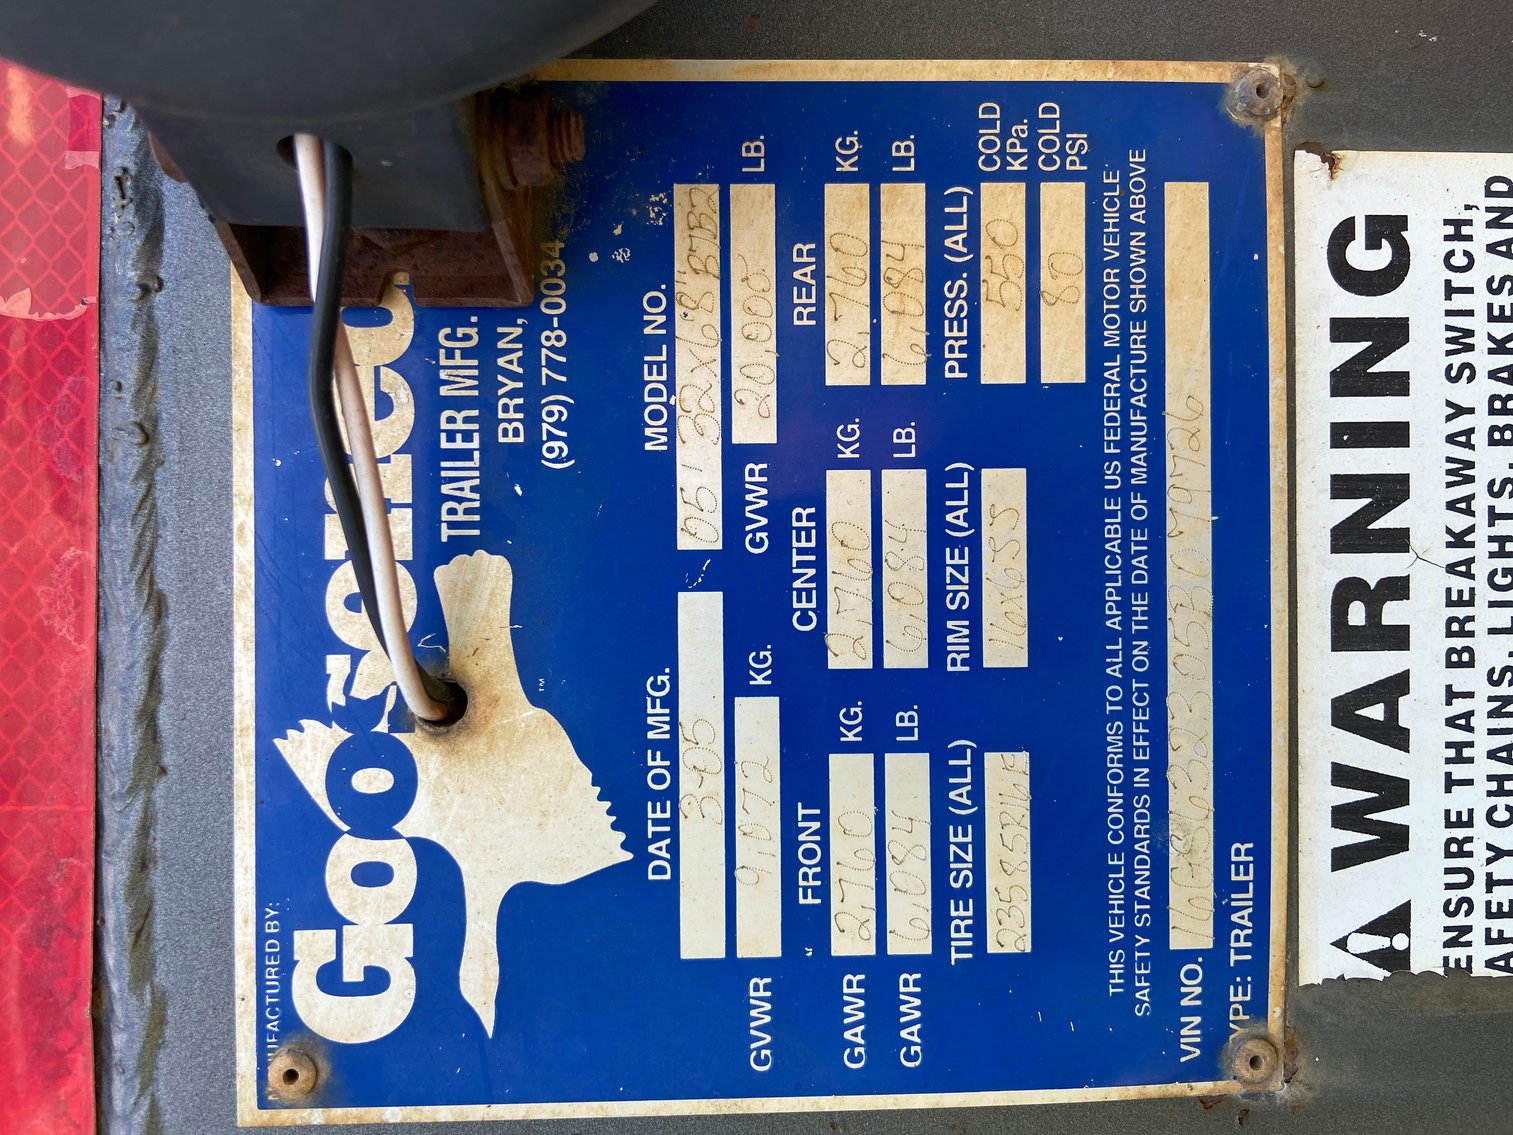 MANUFACTURED BY:
Gooseneck
TRAILER MFG.
BRYAN,
(979) 778-0034
™
DATE OF MFG. MODEL NO.
3-05 05' 32x6'8" B7B2
GVWR 9,072 KG. GVWR 20,000 LB.
FRONT CENTER REAR
GAWR 2,760 KG. 2,760 KG. 2,760 KG.
GAWR 6,084 LB. 6,084 LB. 6,084 LB.
TIRE SIZE (ALL) RIM SIZE (ALL) PRESS. (ALL)
23585R16E 16x6SS 550 COLD KPa.
80 COLD PSI
THIS VEHICLE CONFORMS TO ALL APPLICABLE US FEDERAL MOTOR VEHICLE
SAFETY STANDARDS IN EFFECT ON THE DATE OF MANUFACTURE SHOWN ABOVE
VIN NO. 16GS632305B079726
TYPE: TRAILER
WARNING
ENSURE THAT BREAKAWAY SWITCH,
SAFETY CHAINS, LIGHTS, BRAKES AND